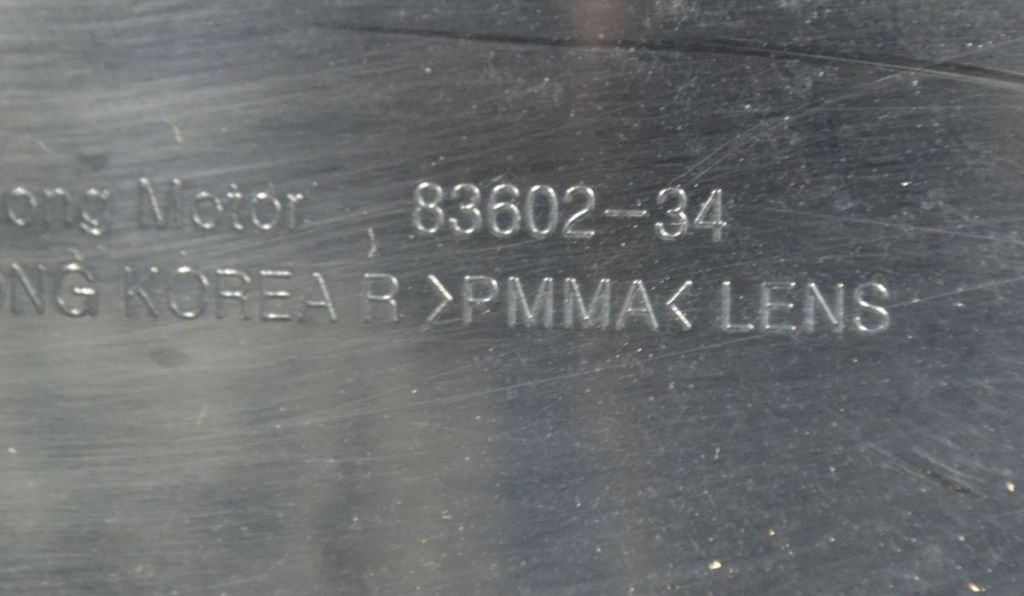 ong Motor 83602-34
ONG KOREA R >PMMA< LENS